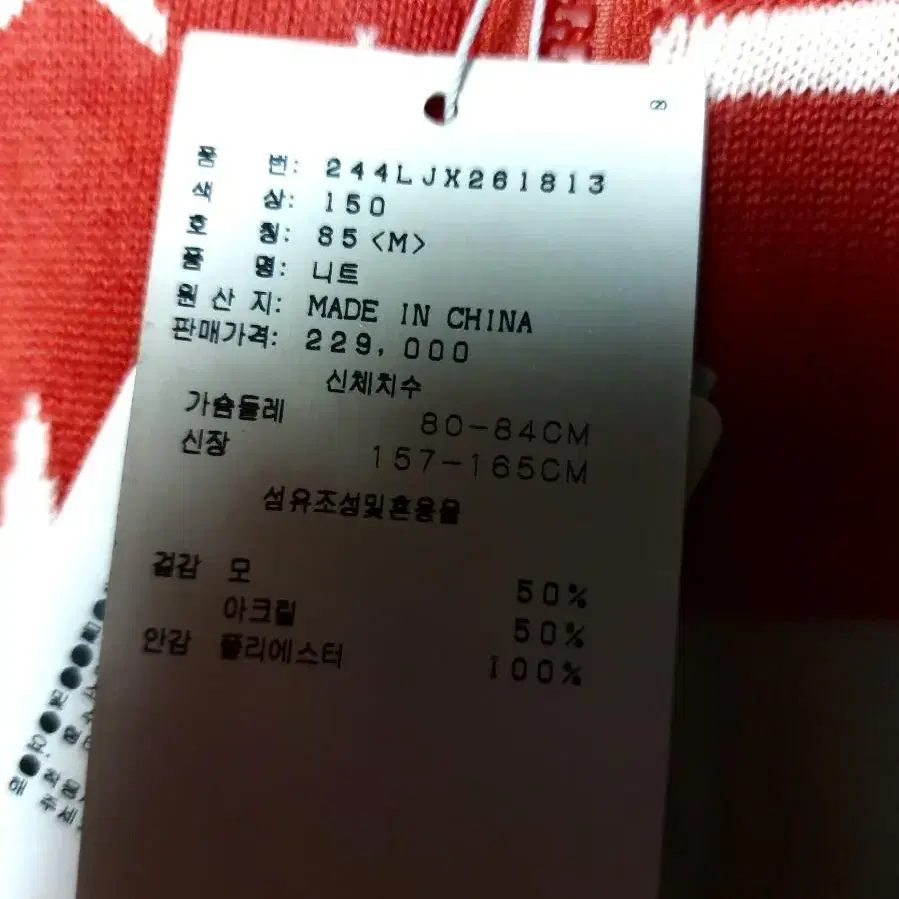 8
품 번: 244LJX261813
색 상: 150
호 칭: 85<M>
품 명: 니트
원 산 지: MADE IN CHINA
판매가격: 229,000
신체치수
가슴둘레 80-84CM
신장 157-165CM
섬유조성및혼용율
겉감 모 50%
아크릴 50%
안감 폴리에스터 100%